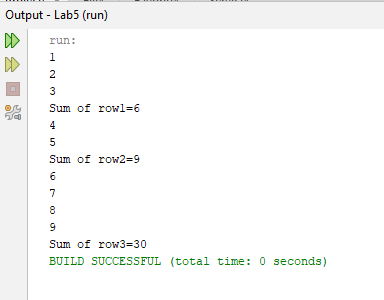 Output - Lab5 (run)
run:
1
2
3
Sum of row1=6
4
5
Sum of row2=9
6
7
8
9
Sum of row3=30
BUILD SUCCESSFUL (total time: 0 seconds)